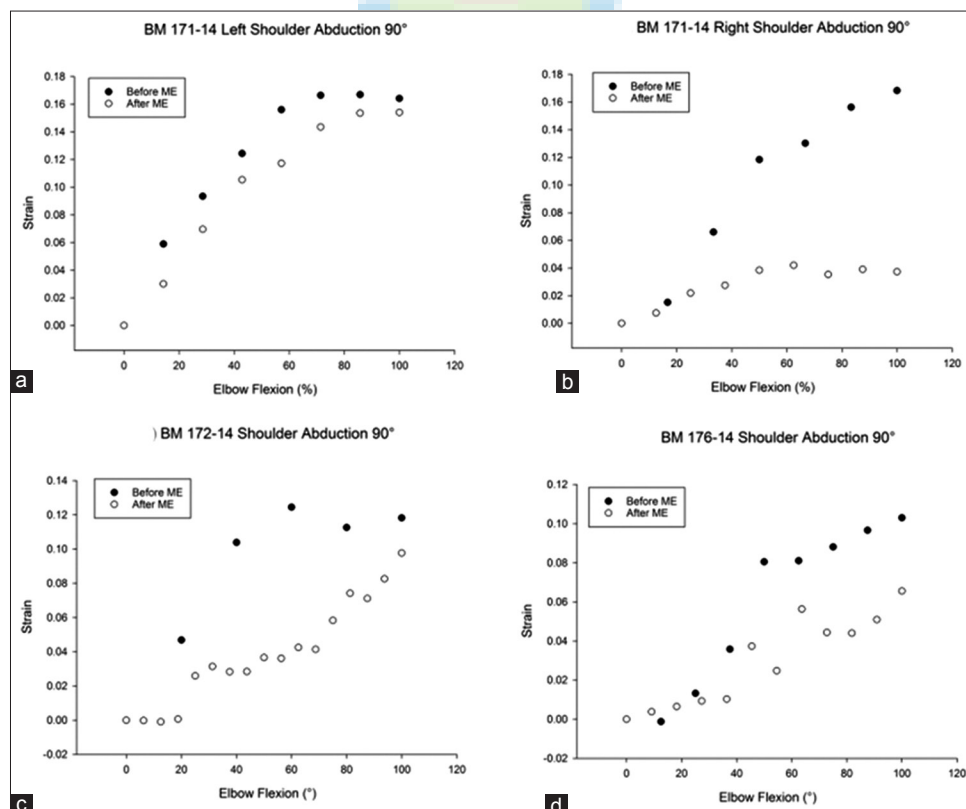 BM 171-14 Left Shoulder Abduction 90°
0.18
0.16
0.14
0.12
0.10
0.08
0.06
0.04
0.02
0.00
Strain
Before ME
After ME
0 20 40 60 80 100 120
Elbow Flexion (%)
a
BM 171-14 Right Shoulder Abduction 90°
0.18
0.16
0.14
0.12
0.10
0.08
0.06
0.04
0.02
0.00
Strain
Before ME
After ME
0 20 40 60 80 100 120
Elbow Flexion (%)
b
) BM 172-14 Shoulder Abduction 90°
0.14
0.12
0.10
0.08
0.06
0.04
0.02
0.00
-0.02
Strain
Before ME
After ME
0 20 40 60 80 100 120
Elbow Flexion (°)
c
BM 176-14 Shoulder Abduction 90°
0.12
0.10
0.08
0.06
0.04
0.02
0.00
-0.02
Strain
Before ME
After ME
0 20 40 60 80 100 120
Elbow Flexion (°)
d